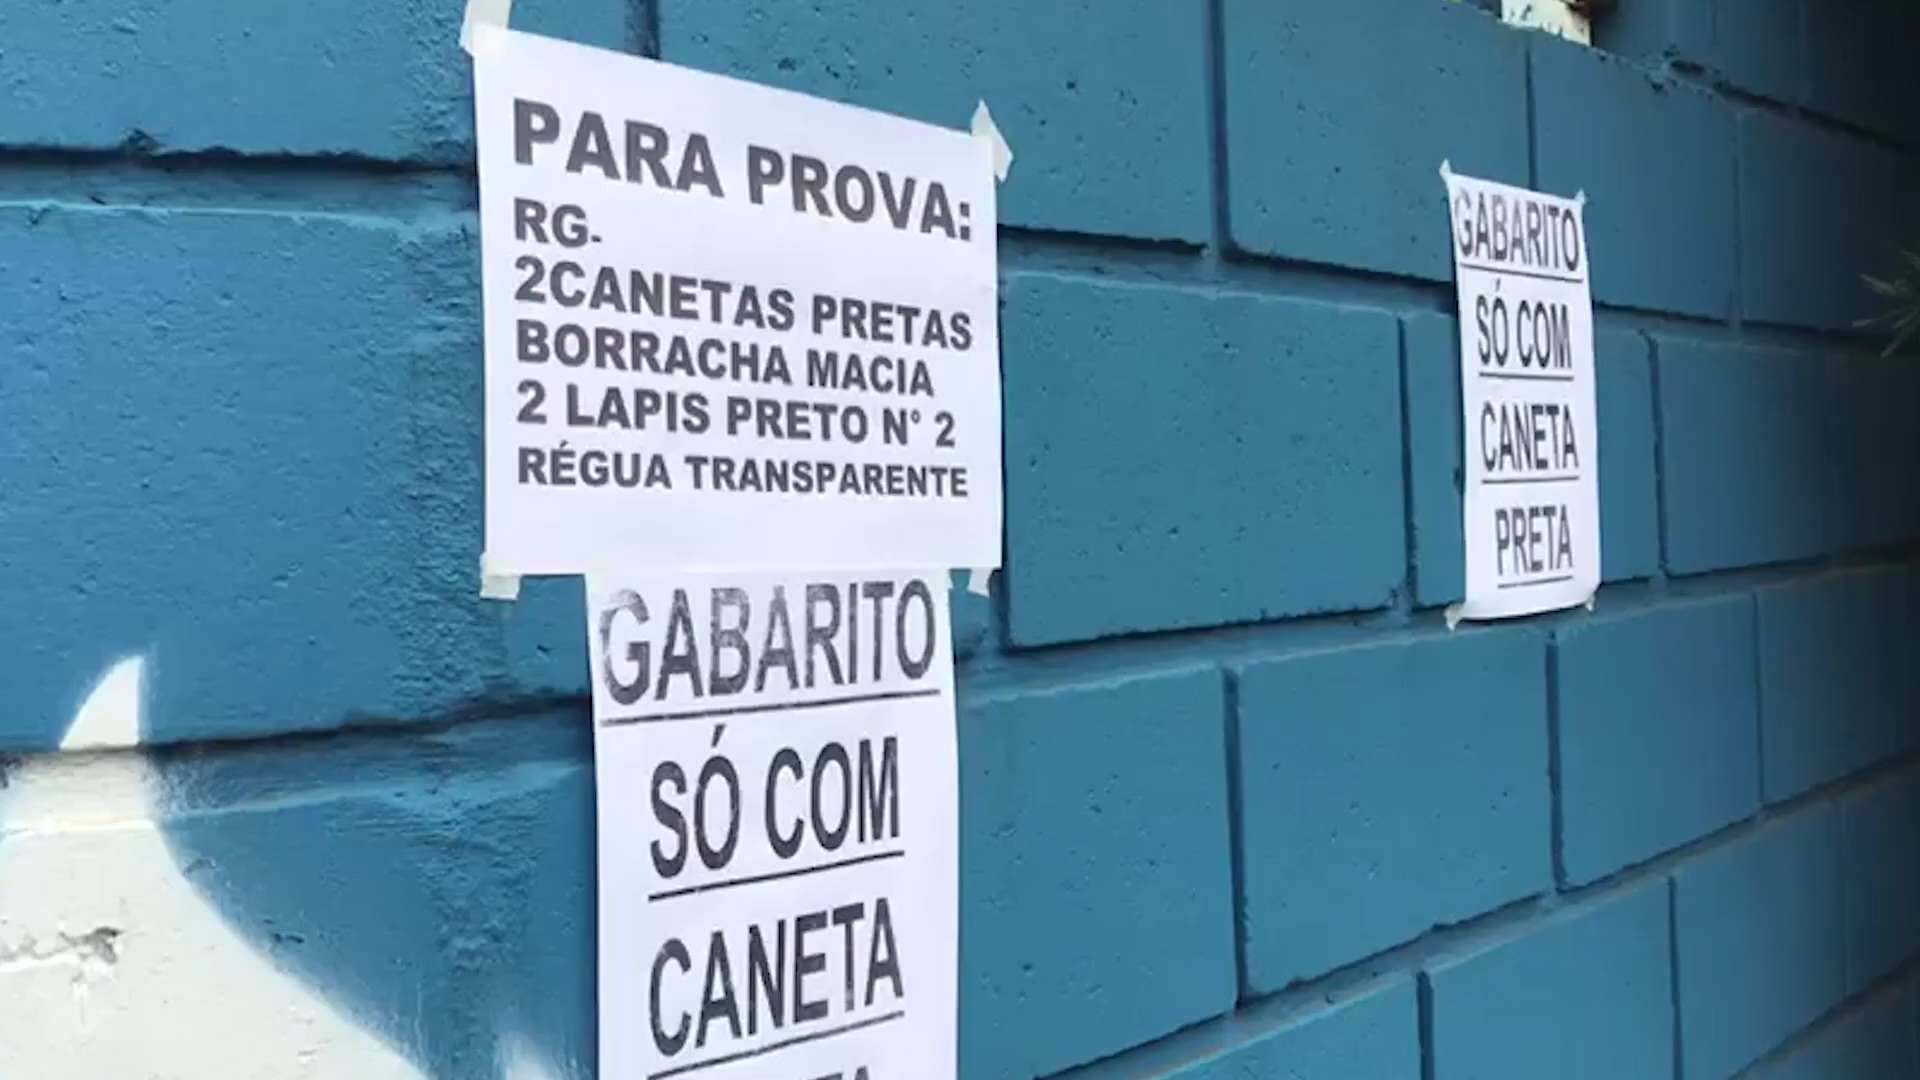 PARA PROVA:
RG-
2CANETAS PRETAS
BORRACHA MACIA
2 LAPIS PRETO N° 2
RÉGUA TRANSPARENTE
GABARITO
SÓ COM
CANETA
GABARITO
SÓ COM
CANETA
PRETA